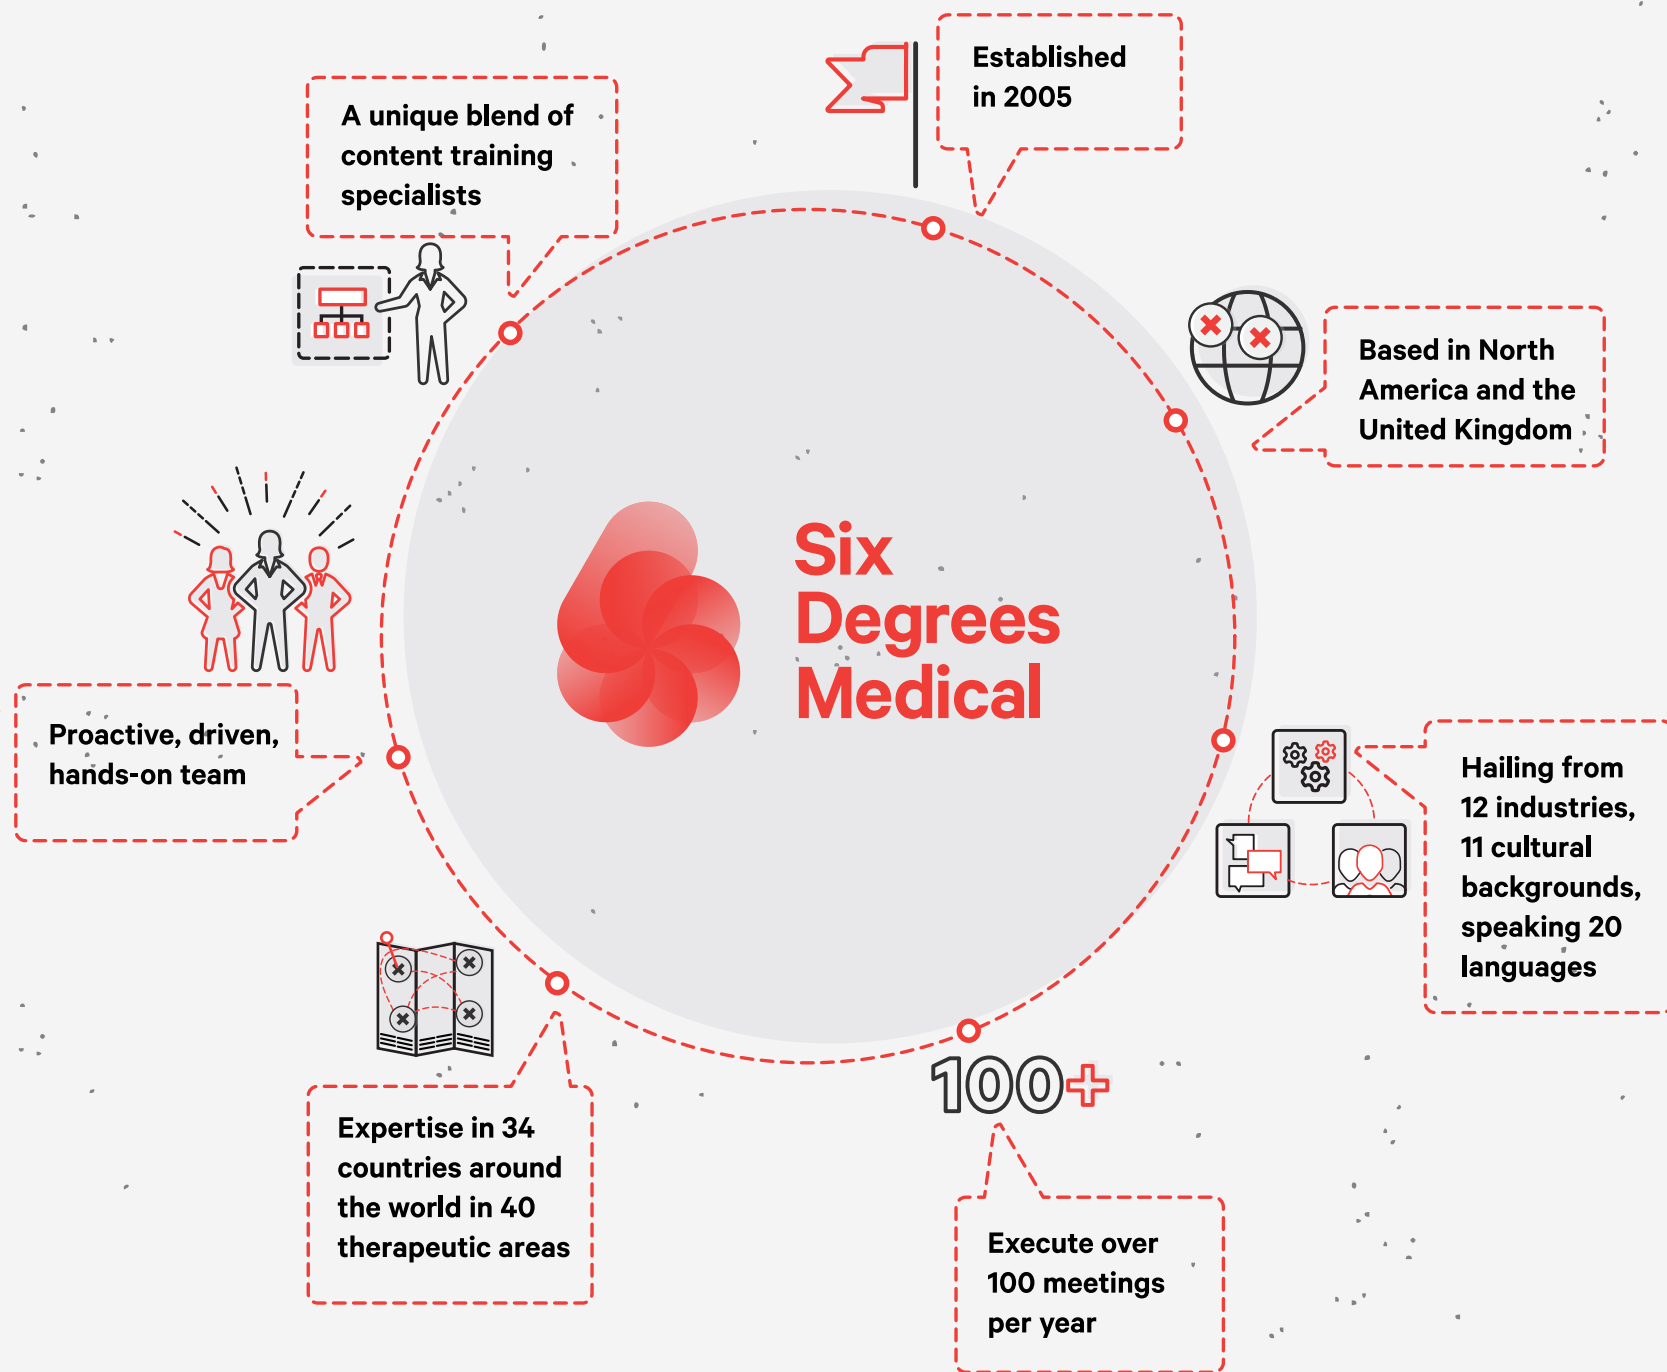 Established
in 2005
A unique blend of
content training
specialists
Based in North
America and the
United Kingdom
Six
Degrees
Medical
Proactive, driven,
hands-on team
Hailing from
12 industries,
11 cultural
backgrounds,
speaking 20
languages
100+
Expertise in 34
countries around
the world in 40
therapeutic areas
Execute over
100 meetings
per year